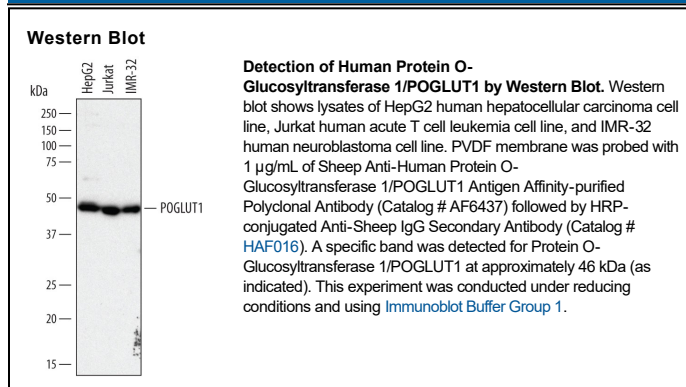 Western Blot
HepG2
Jurkat
IMR-32
kDa
250
150
100
75
50
37
25
20
15
POGLUT1
Detection of Human Protein O-
Glucosyltransferase 1/POGLUT1 by Western Blot. Western
blot shows lysates of HepG2 human hepatocellular carcinoma cell
line, Jurkat human acute T cell leukemia cell line, and IMR-32
human neuroblastoma cell line. PVDF membrane was probed with
1 µg/mL of Sheep Anti-Human Protein O-
Glucosyltransferase 1/POGLUT1 Antigen Affinity-purified
Polyclonal Antibody (Catalog # AF6437) followed by HRP-
conjugated Anti-Sheep IgG Secondary Antibody (Catalog #
HAF016). A specific band was detected for Protein O-
Glucosyltransferase 1/POGLUT1 at approximately 46 kDa (as
indicated). This experiment was conducted under reducing
conditions and using Immunoblot Buffer Group 1.